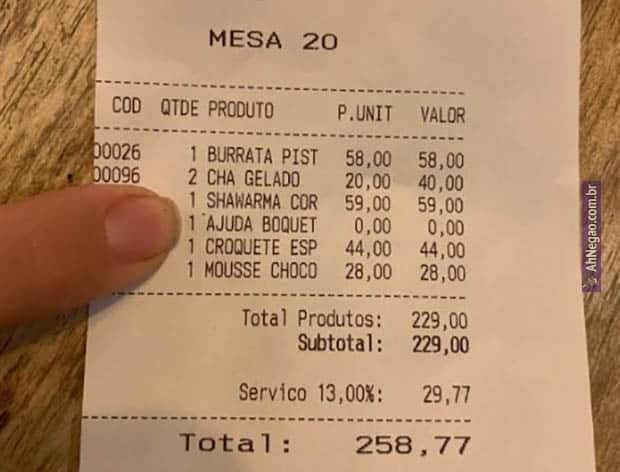 MESA 20
COD QTDE PRODUTO P.UNIT VALOR
00026 1 BURRATA PIST 58,00 58,00
00096 2 CHA GELADO 20,00 40,00
1 SHAWARMA COR 59,00 59,00
1 AJUDA BOQUET 0,00 0,00
1 CROQUETE ESP 44,00 44,00
1 MOUSSE CHOCO 28,00 28,00
Total Produtos: 229,00
Subtotal: 229,00
Servico 13,00%: 29,77
Total: 258,77
AhNegao.com.br